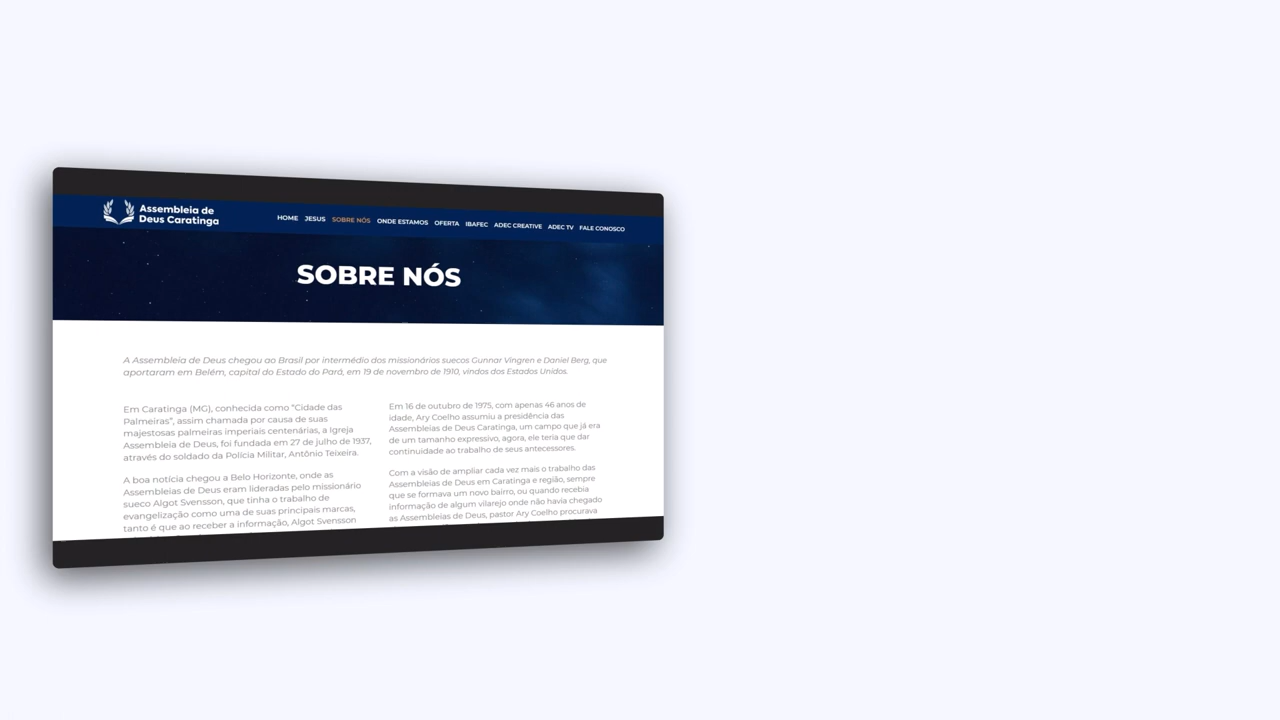 Assembleia de
Deus Caratinga
HOME JESUS SOBRE NÓS ONDE ESTAMOS OFERTA IBAFEC ADEC CREATIVE ADEC TV FALE CONOSCO
SOBRE NÓS
A Assembleia de Deus chegou ao Brasil por intermédio dos missionários suecos Gunnar Vingren e Daniel Berg, que
aportaram em Belém, capital do Estado do Pará, em 19 de novembro de 1910, vindos dos Estados Unidos.
Em Caratinga (MG), conhecida como "Cidade das
Palmeiras", assim chamada por causa de suas
majestosas palmeiras imperiais centenárias, a Igreja
Assembleia de Deus, foi fundada em 27 de julho de 1937,
através do soldado da Polícia Militar, Antônio Teixeira.
A boa notícia chegou a Belo Horizonte, onde as
Assembleias de Deus eram lideradas pelo missionário
sueco Algot Svensson, que tinha o trabalho de
evangelização como uma de suas principais marcas,
tanto é que ao receber a informação, Algot Svensson
Em 16 de outubro de 1975, com apenas 46 anos de
idade, Ary Coelho assumiu a presidência das
Assembleias de Deus Caratinga, um campo que já era
de um tamanho expressivo, agora, ele teria que dar
continuidade ao trabalho de seus antecessores.
Com a visão de ampliar cada vez mais o trabalho das
Assembleias de Deus em Caratinga e região, sempre
que se formava um novo bairro, ou quando recebia
informação de algum vilarejo onde não havia chegado
as Assembleias de Deus, pastor Ary Coelho procurava